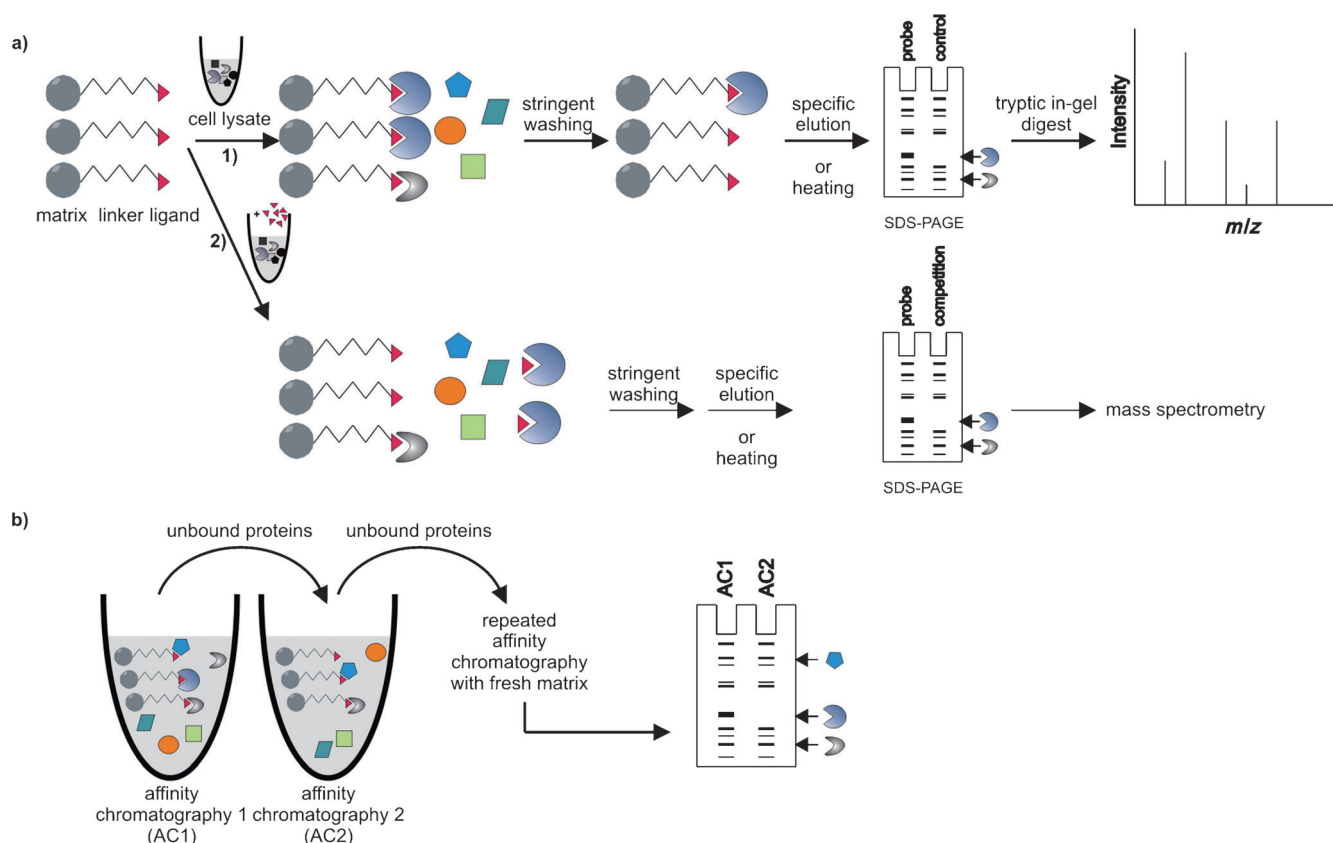 a)
cell lysate
1)
matrix linker ligand
stringent
washing
specific
elution
or
heating
probe
control
SDS-PAGE
tryptic in-gel
digest
Intensity
m/z
+
2)
stringent
washing
specific
elution
or
heating
probe
competition
SDS-PAGE
mass spectrometry
b)
unbound proteins
unbound proteins
affinity
chromatography 1
(AC1)
affinity
chromatography 2
(AC2)
repeated
affinity
chromatography
with fresh matrix
AC1
AC2